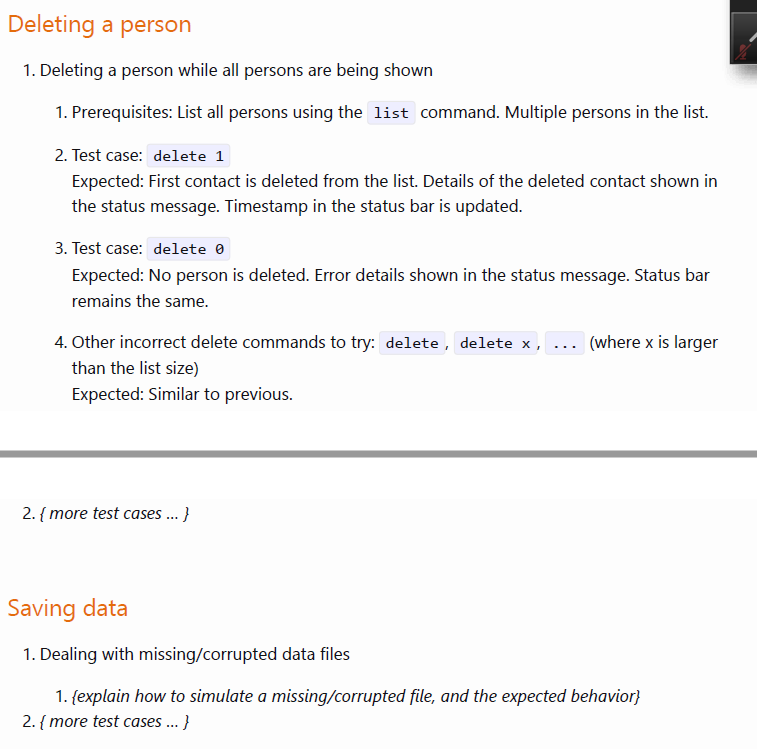 Deleting a person
1. Deleting a person while all persons are being shown
1. Prerequisites: List all persons using the list command. Multiple persons in the list.
2. Test case: delete 1
Expected: First contact is deleted from the list. Details of the deleted contact shown in
the status message. Timestamp in the status bar is updated.
3. Test case: delete 0
Expected: No person is deleted. Error details shown in the status message. Status bar
remains the same.
4. Other incorrect delete commands to try: delete, delete x, ... (where x is larger
than the list size)
Expected: Similar to previous.
2. { more test cases … }
Saving data
1. Dealing with missing/corrupted data files
1. {explain how to simulate a missing/corrupted file, and the expected behavior}
2. { more test cases … }